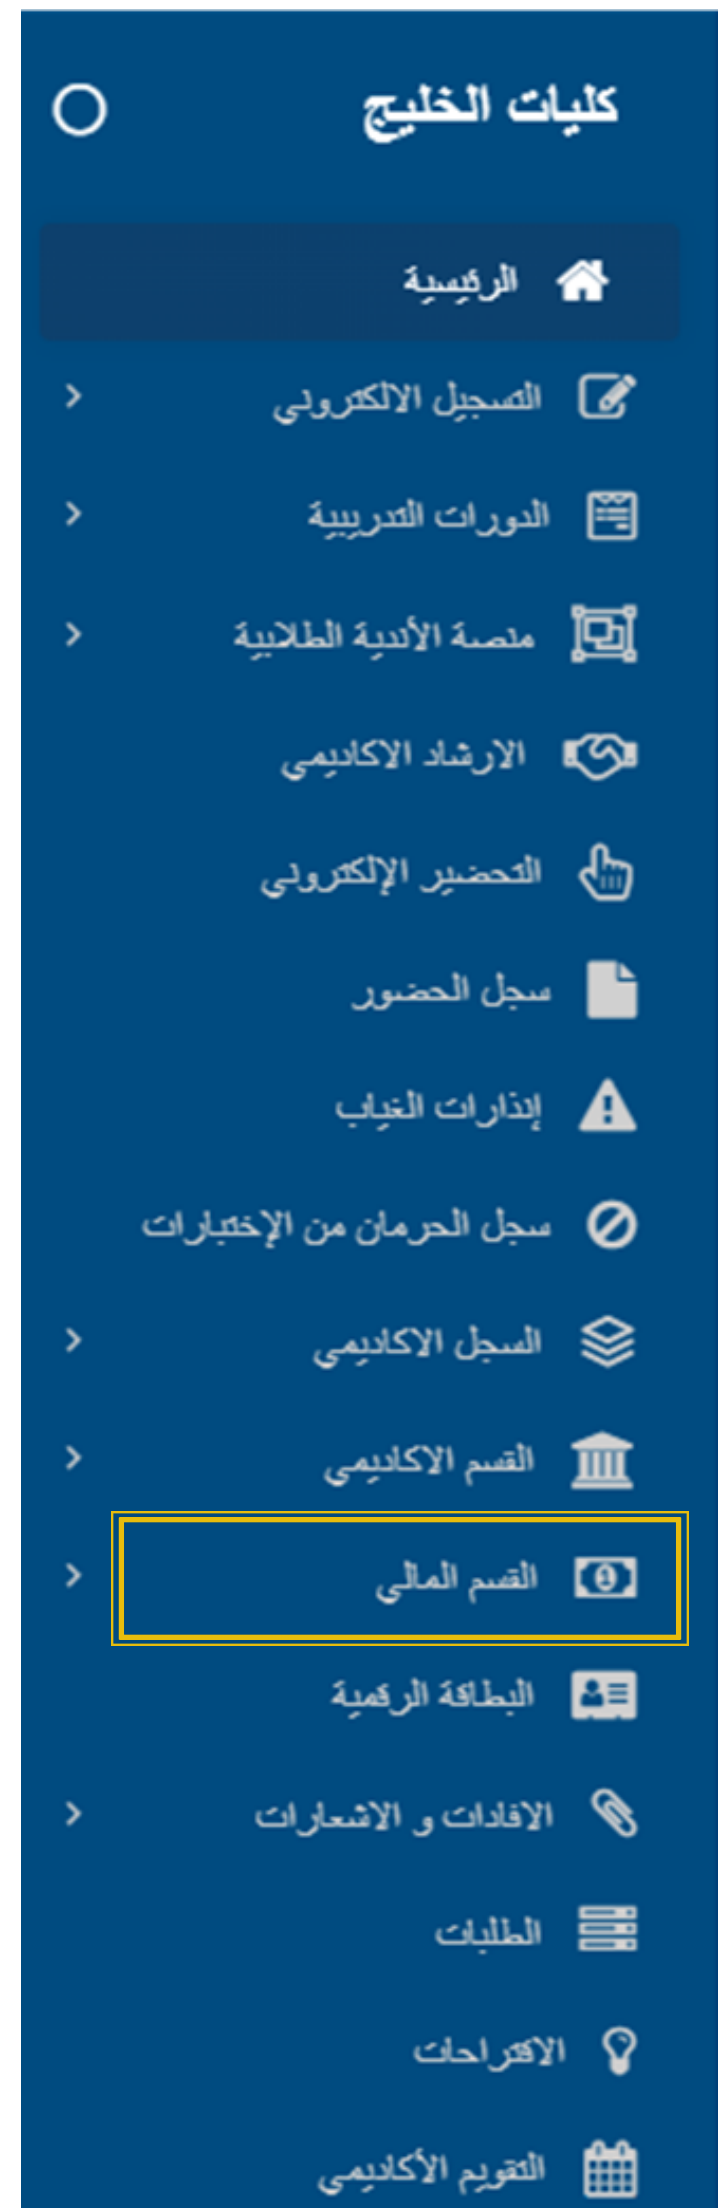 كليات الخليج
الرئيسية
التسجيل الالكتروني
الدورات التدريبية
منصة الأندية الطلابية
الارشاد الاكاديمي
التحضير الإلكتروني
سجل الحضور
إنذارات الغياب
سجل الحرمان من الإختبارات
السجل الاكاديمي
القسم الاكاديمي
القسم المالي
البطاقة الرقمية
الافادات و الاشعارات
الطلبات
الاقتراحات
التقويم الأكاديمي